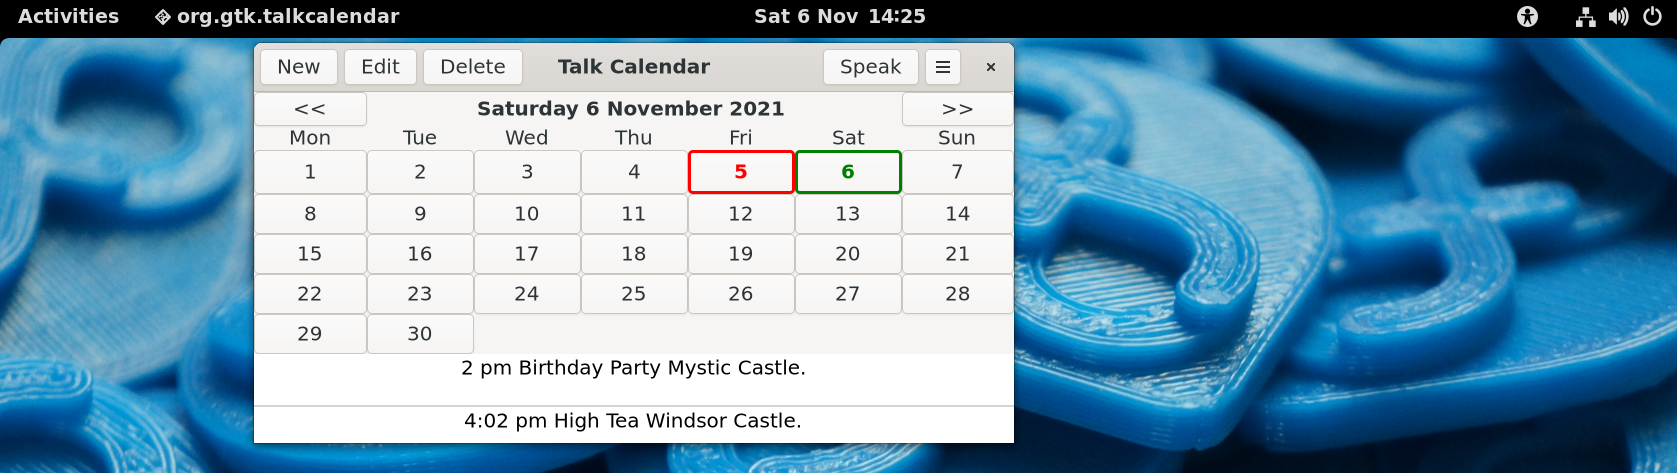 Activities org.gtk.talkcalendar Sat 6 Nov 14:25
New Edit Delete Talk Calendar Speak ×
<< Saturday 6 November 2021 >>
Mon Tue Wed Thu Fri Sat Sun
1 2 3 4 5 6 7
8 9 10 11 12 13 14
15 16 17 18 19 20 21
22 23 24 25 26 27 28
29 30
2 pm Birthday Party Mystic Castle.
4:02 pm High Tea Windsor Castle.